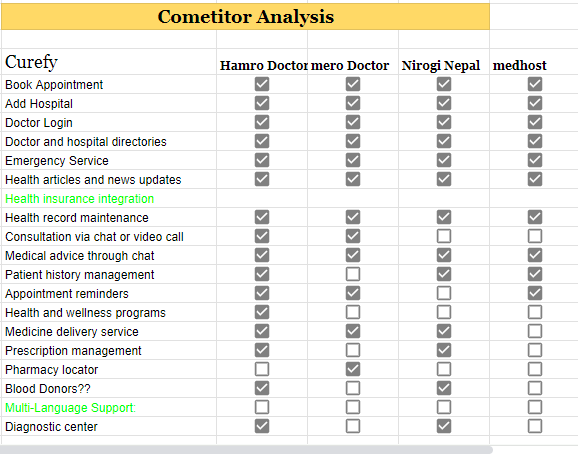 Cometitor Analysis
Curefy Hamro Doctor mero Doctor Nirogi Nepal medhost
Book Appointment
Add Hospital
Doctor Login
Doctor and hospital directories
Emergency Service
Health articles and news updates
Health Insurance integration
Health record maintenance
Consultation via chat or video call
Medical advice through chat
Patient history management
Appointment reminders
Health and wellness programs
Medicine delivery service
Prescription management
Pharmacy locator
Blood Donors??
Multi-Language Support:
Diagnostic center